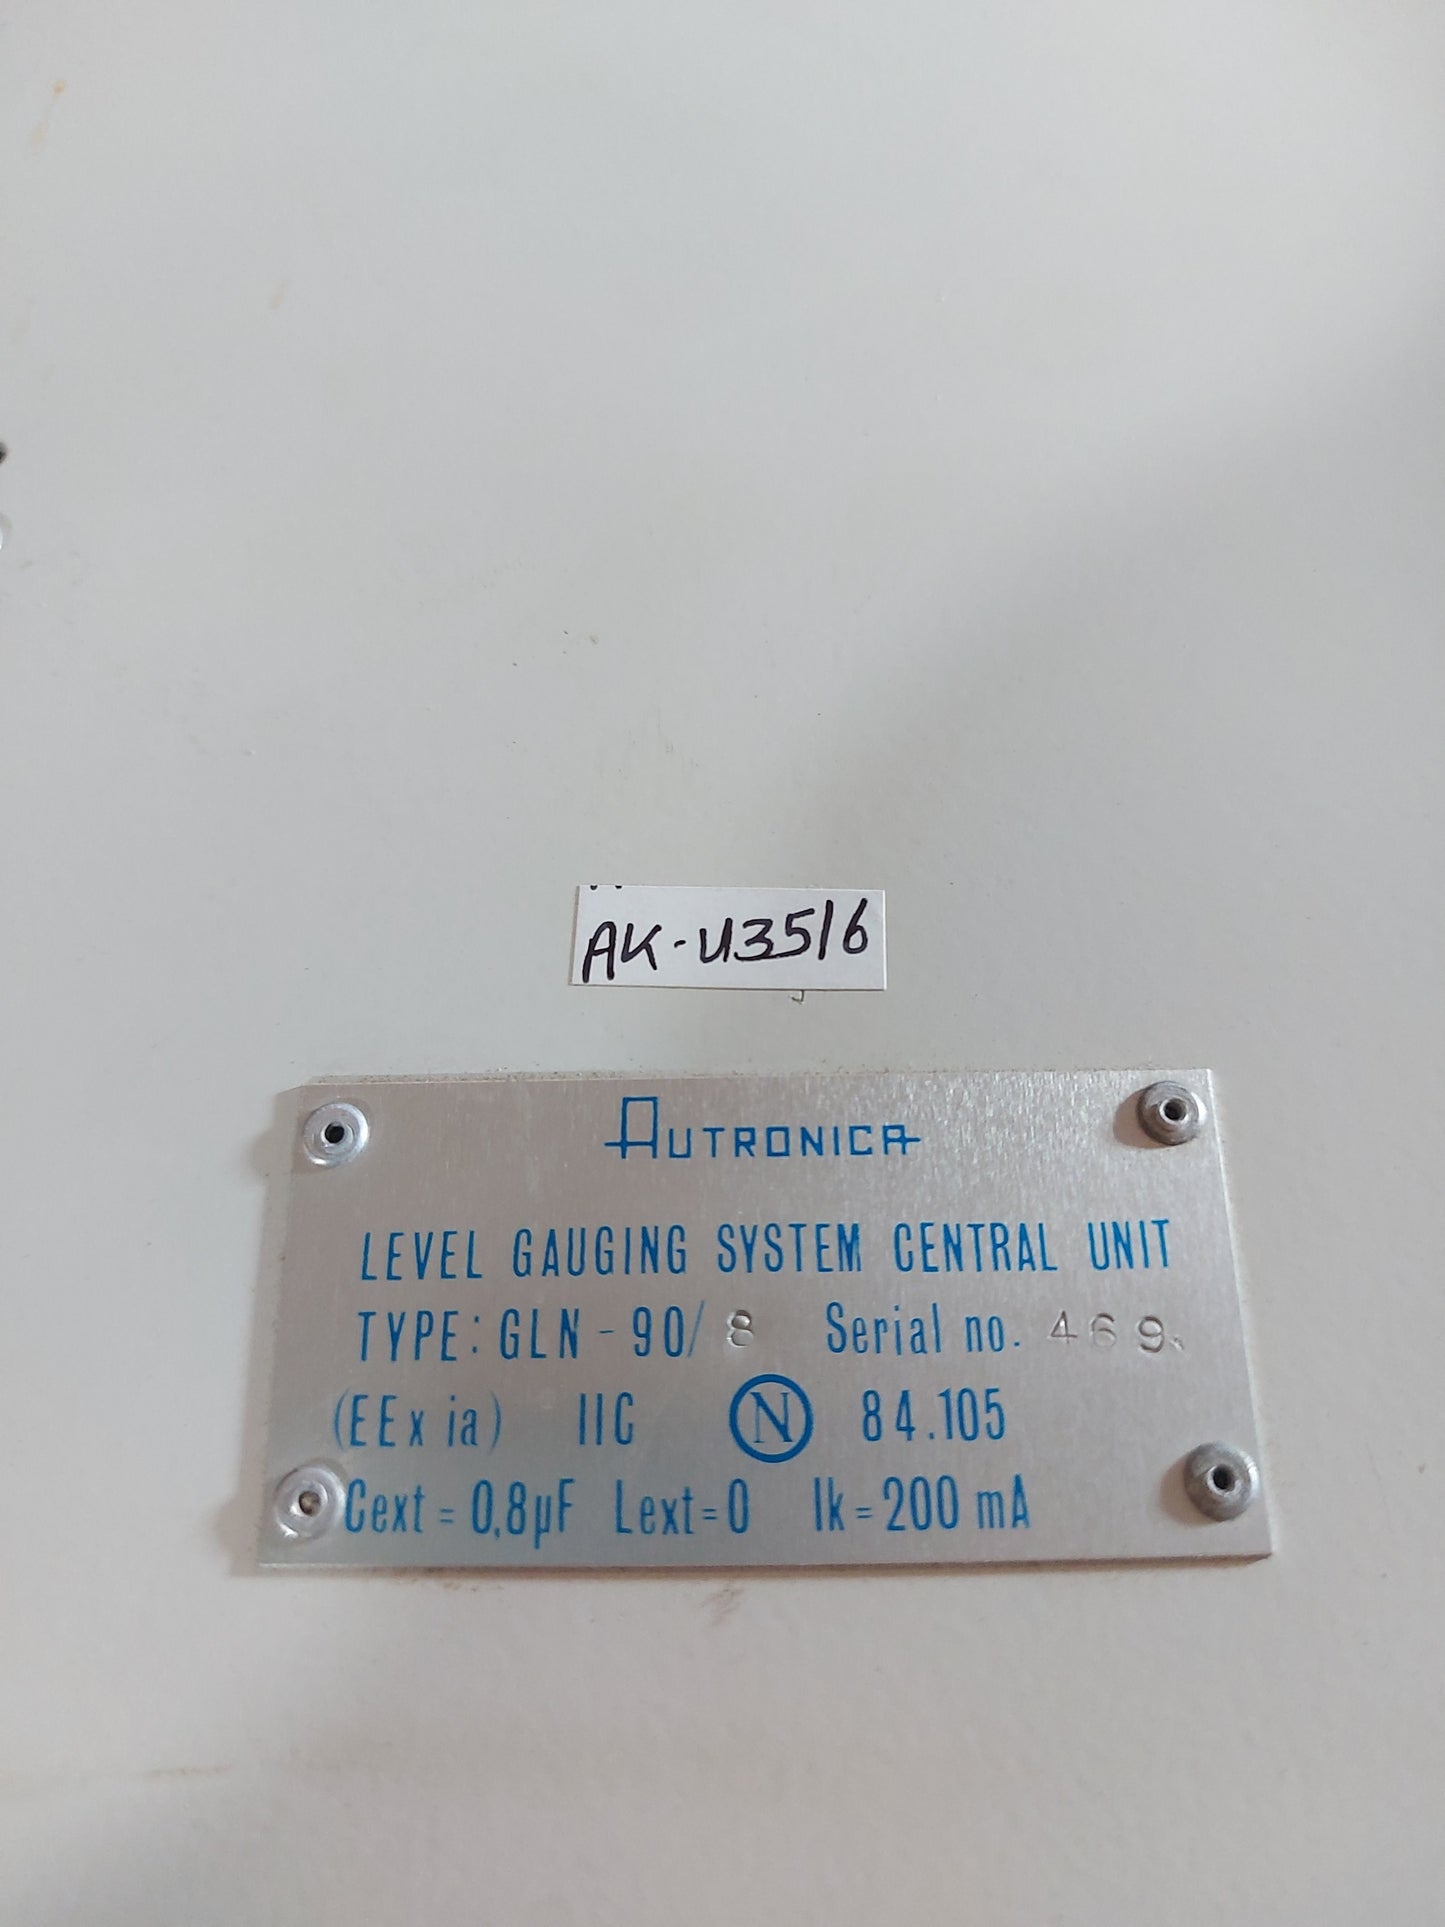 AK-U3516
AUTRONICA
LEVEL GAUGING SYSTEM CENTRAL UNIT
TYPE: GLN - 90/ 8 Serial no. 469
(EEx ia) IIC N 84.105
Cext = 0,8µF Lext = 0 Ik = 200 mA